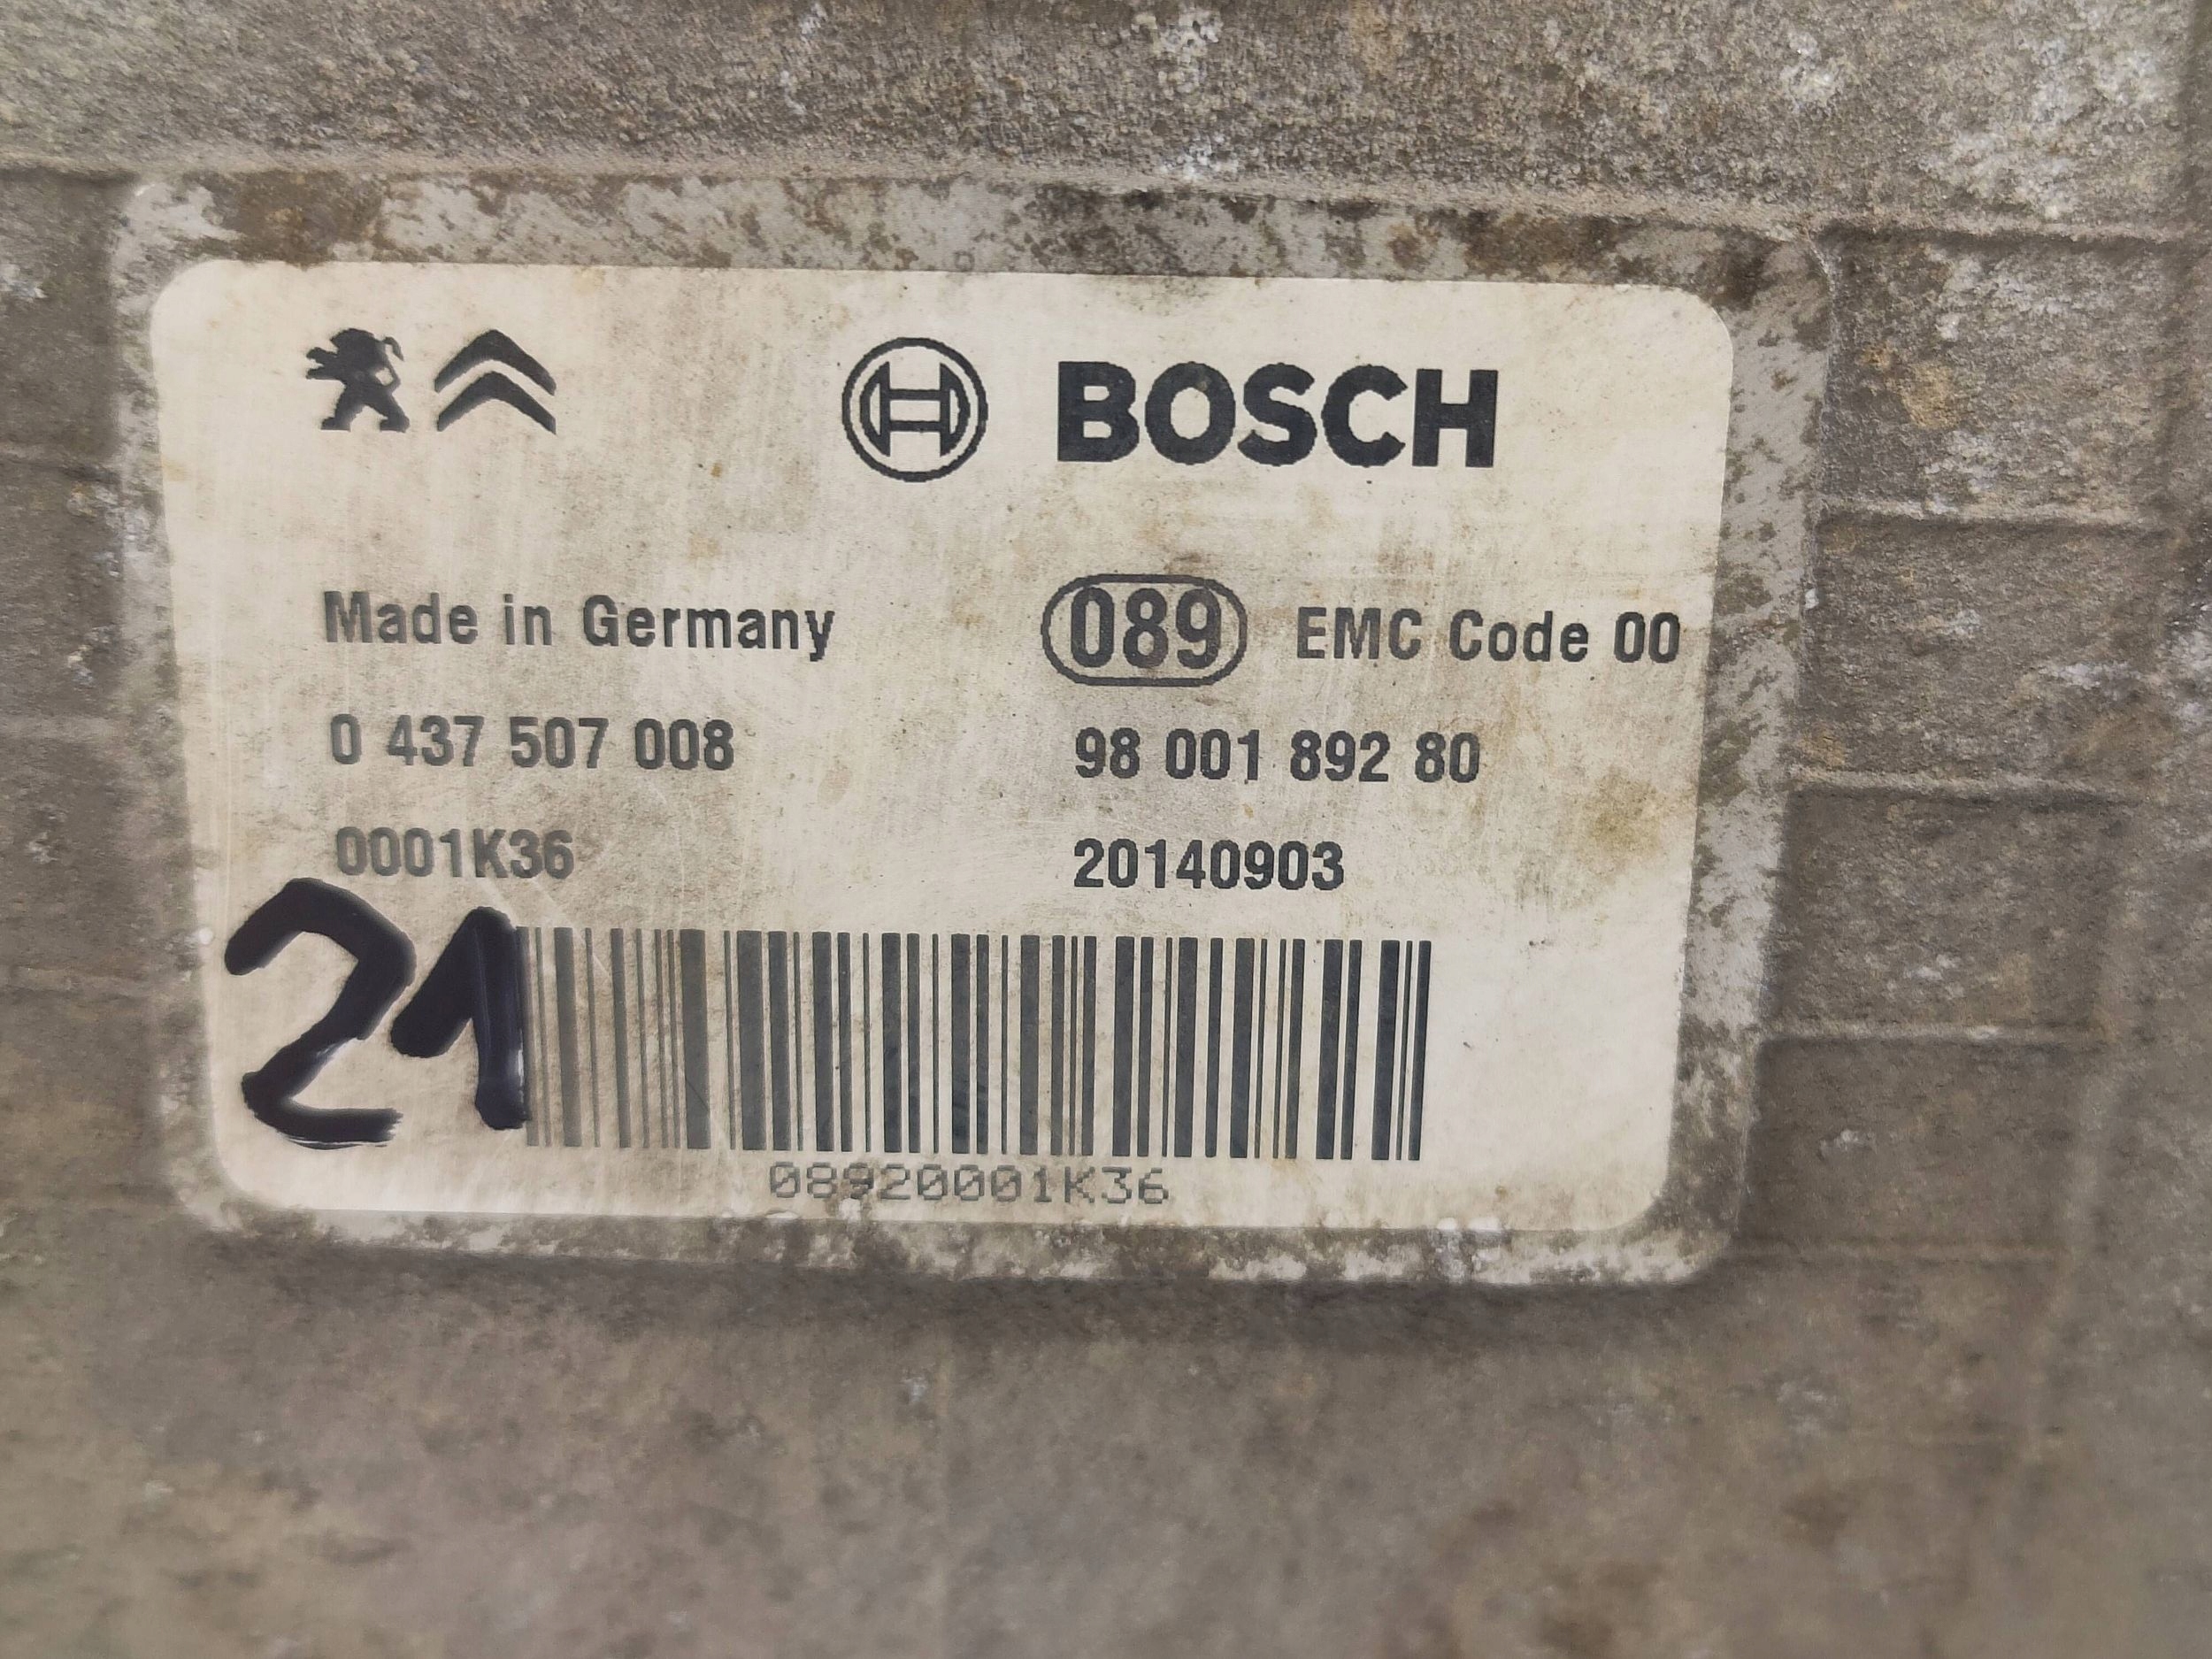 BOSCH
Made in Germany 089 EMC Code 00
0 437 507 008 98 001 892 80
0001K36 20140903
21
08920001K36